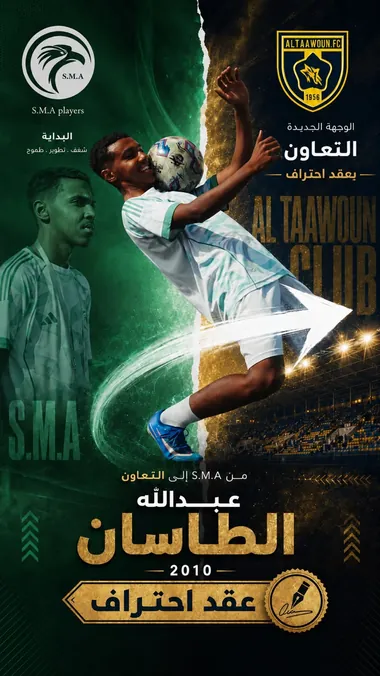 S.M.A
S.M.A players
البداية
شغف . تطوير . طموح
ALTAAWOUN.FC
1956
الوجهة الجديدة
التعاون
بعقد احتراف
AL TAAWOUN
CLUB
S.M.A
من S.M.A إلى التعاون
عبدالله
الطاسان
2010
عقد احتراف